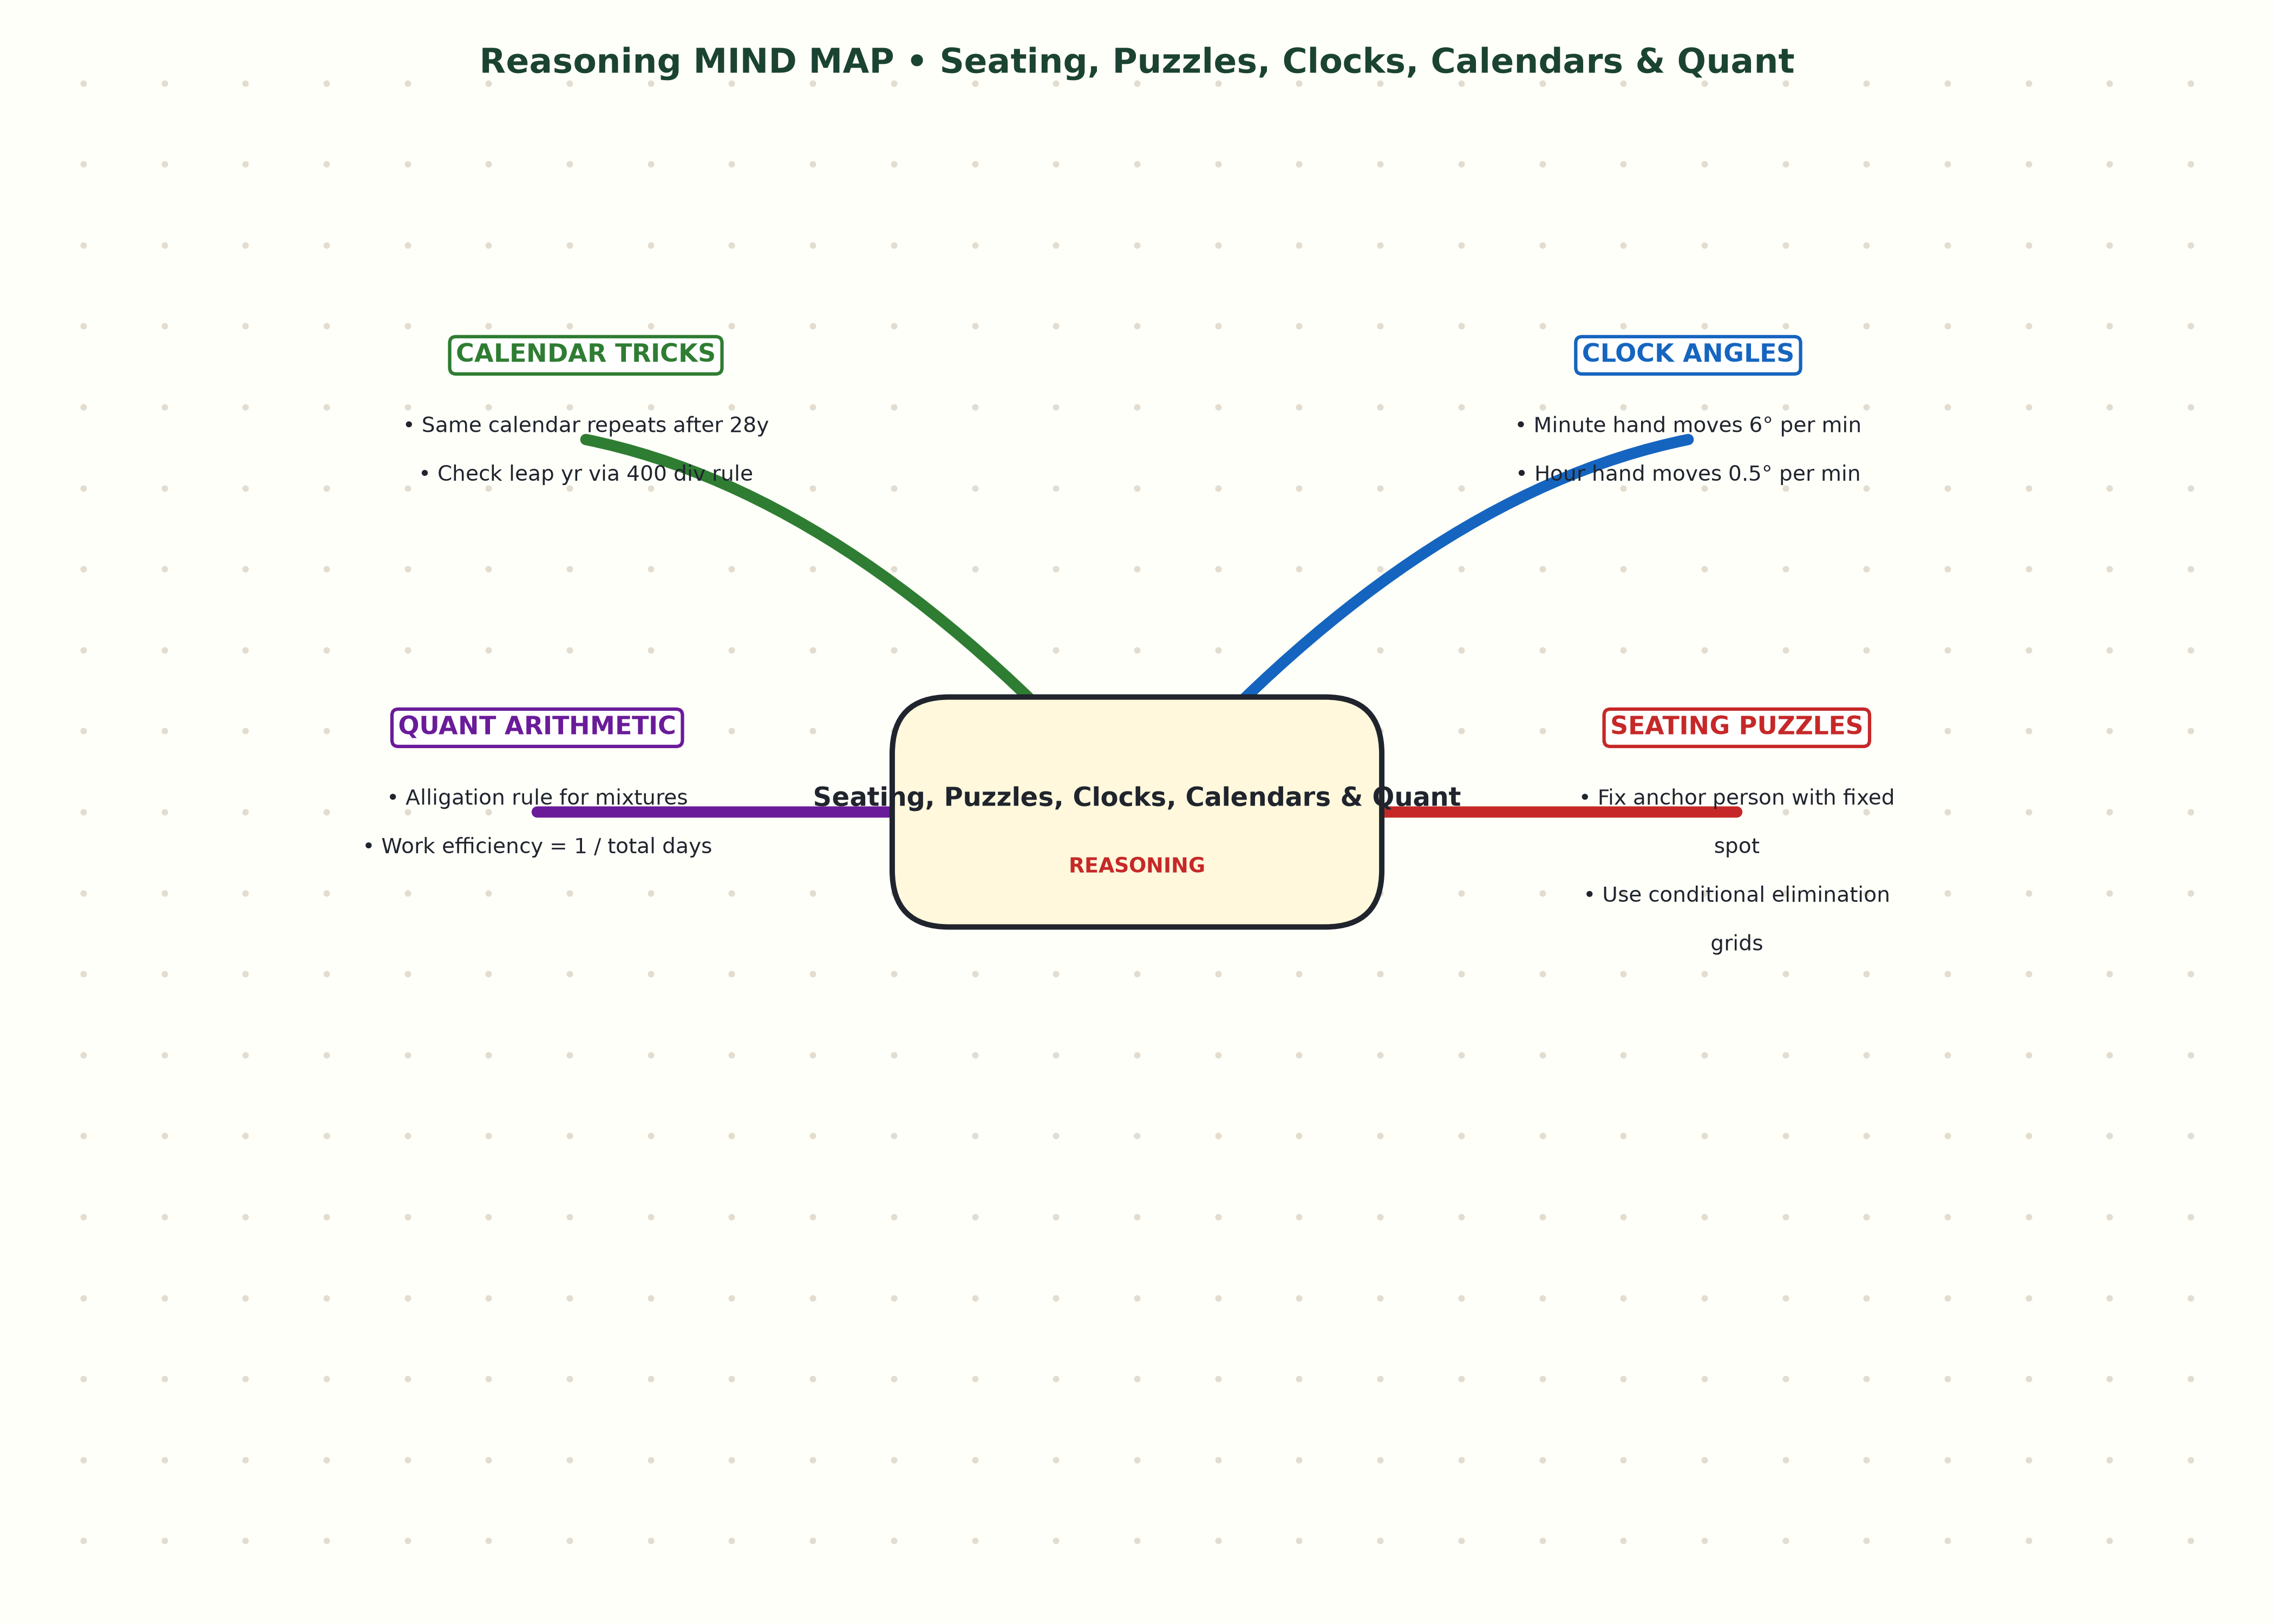 Reasoning MIND MAP • Seating, Puzzles, Clocks, Calendars & Quant
CALENDAR TRICKS
• Same calendar repeats after 28y
• Check leap yr via 400 div rule
CLOCK ANGLES
• Minute hand moves 6° per min
• Hour hand moves 0.5° per min
QUANT ARITHMETIC
• Alligation rule for mixtures
• Work efficiency = 1 / total days
Seating, Puzzles, Clocks, Calendars & Quant
REASONING
SEATING PUZZLES
• Fix anchor person with fixed
spot
• Use conditional elimination
grids